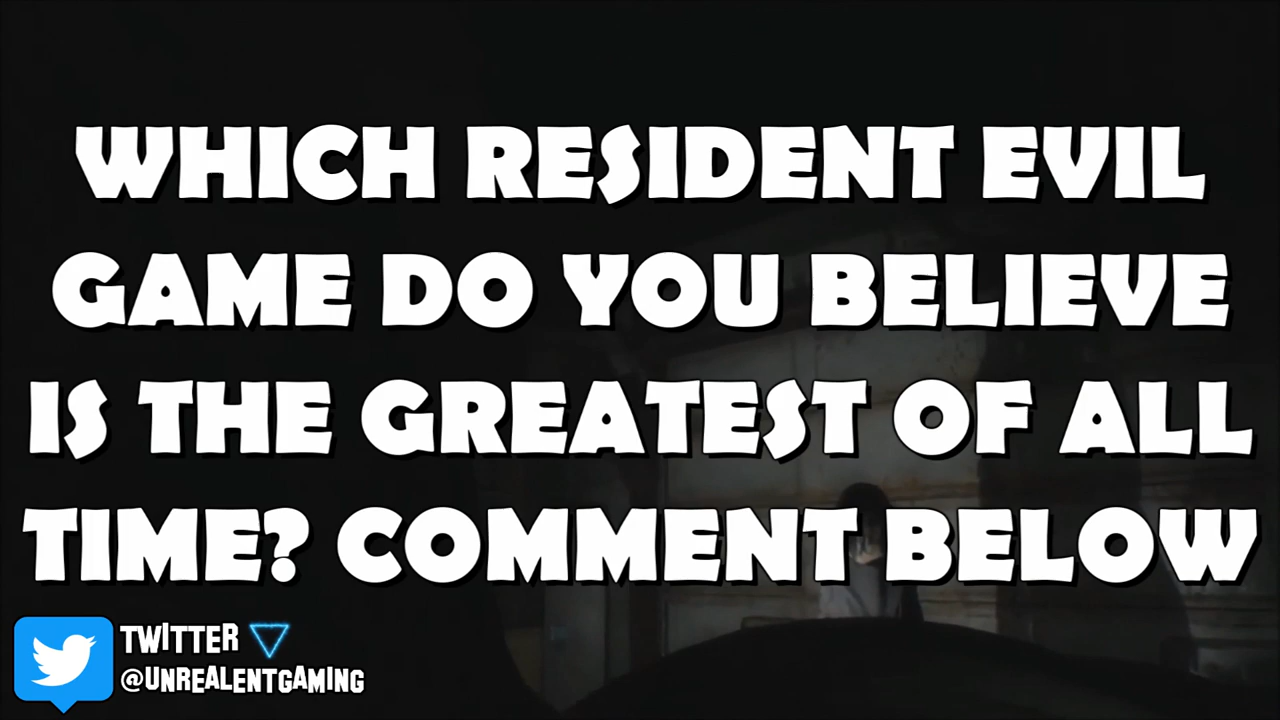 WHICH RESIDENT EVIL
GAME DO YOU BELIEVE
IS THE GREATEST OF ALL
TIME? COMMENT BELOW
TWITTER
@UNREALENTGAMING